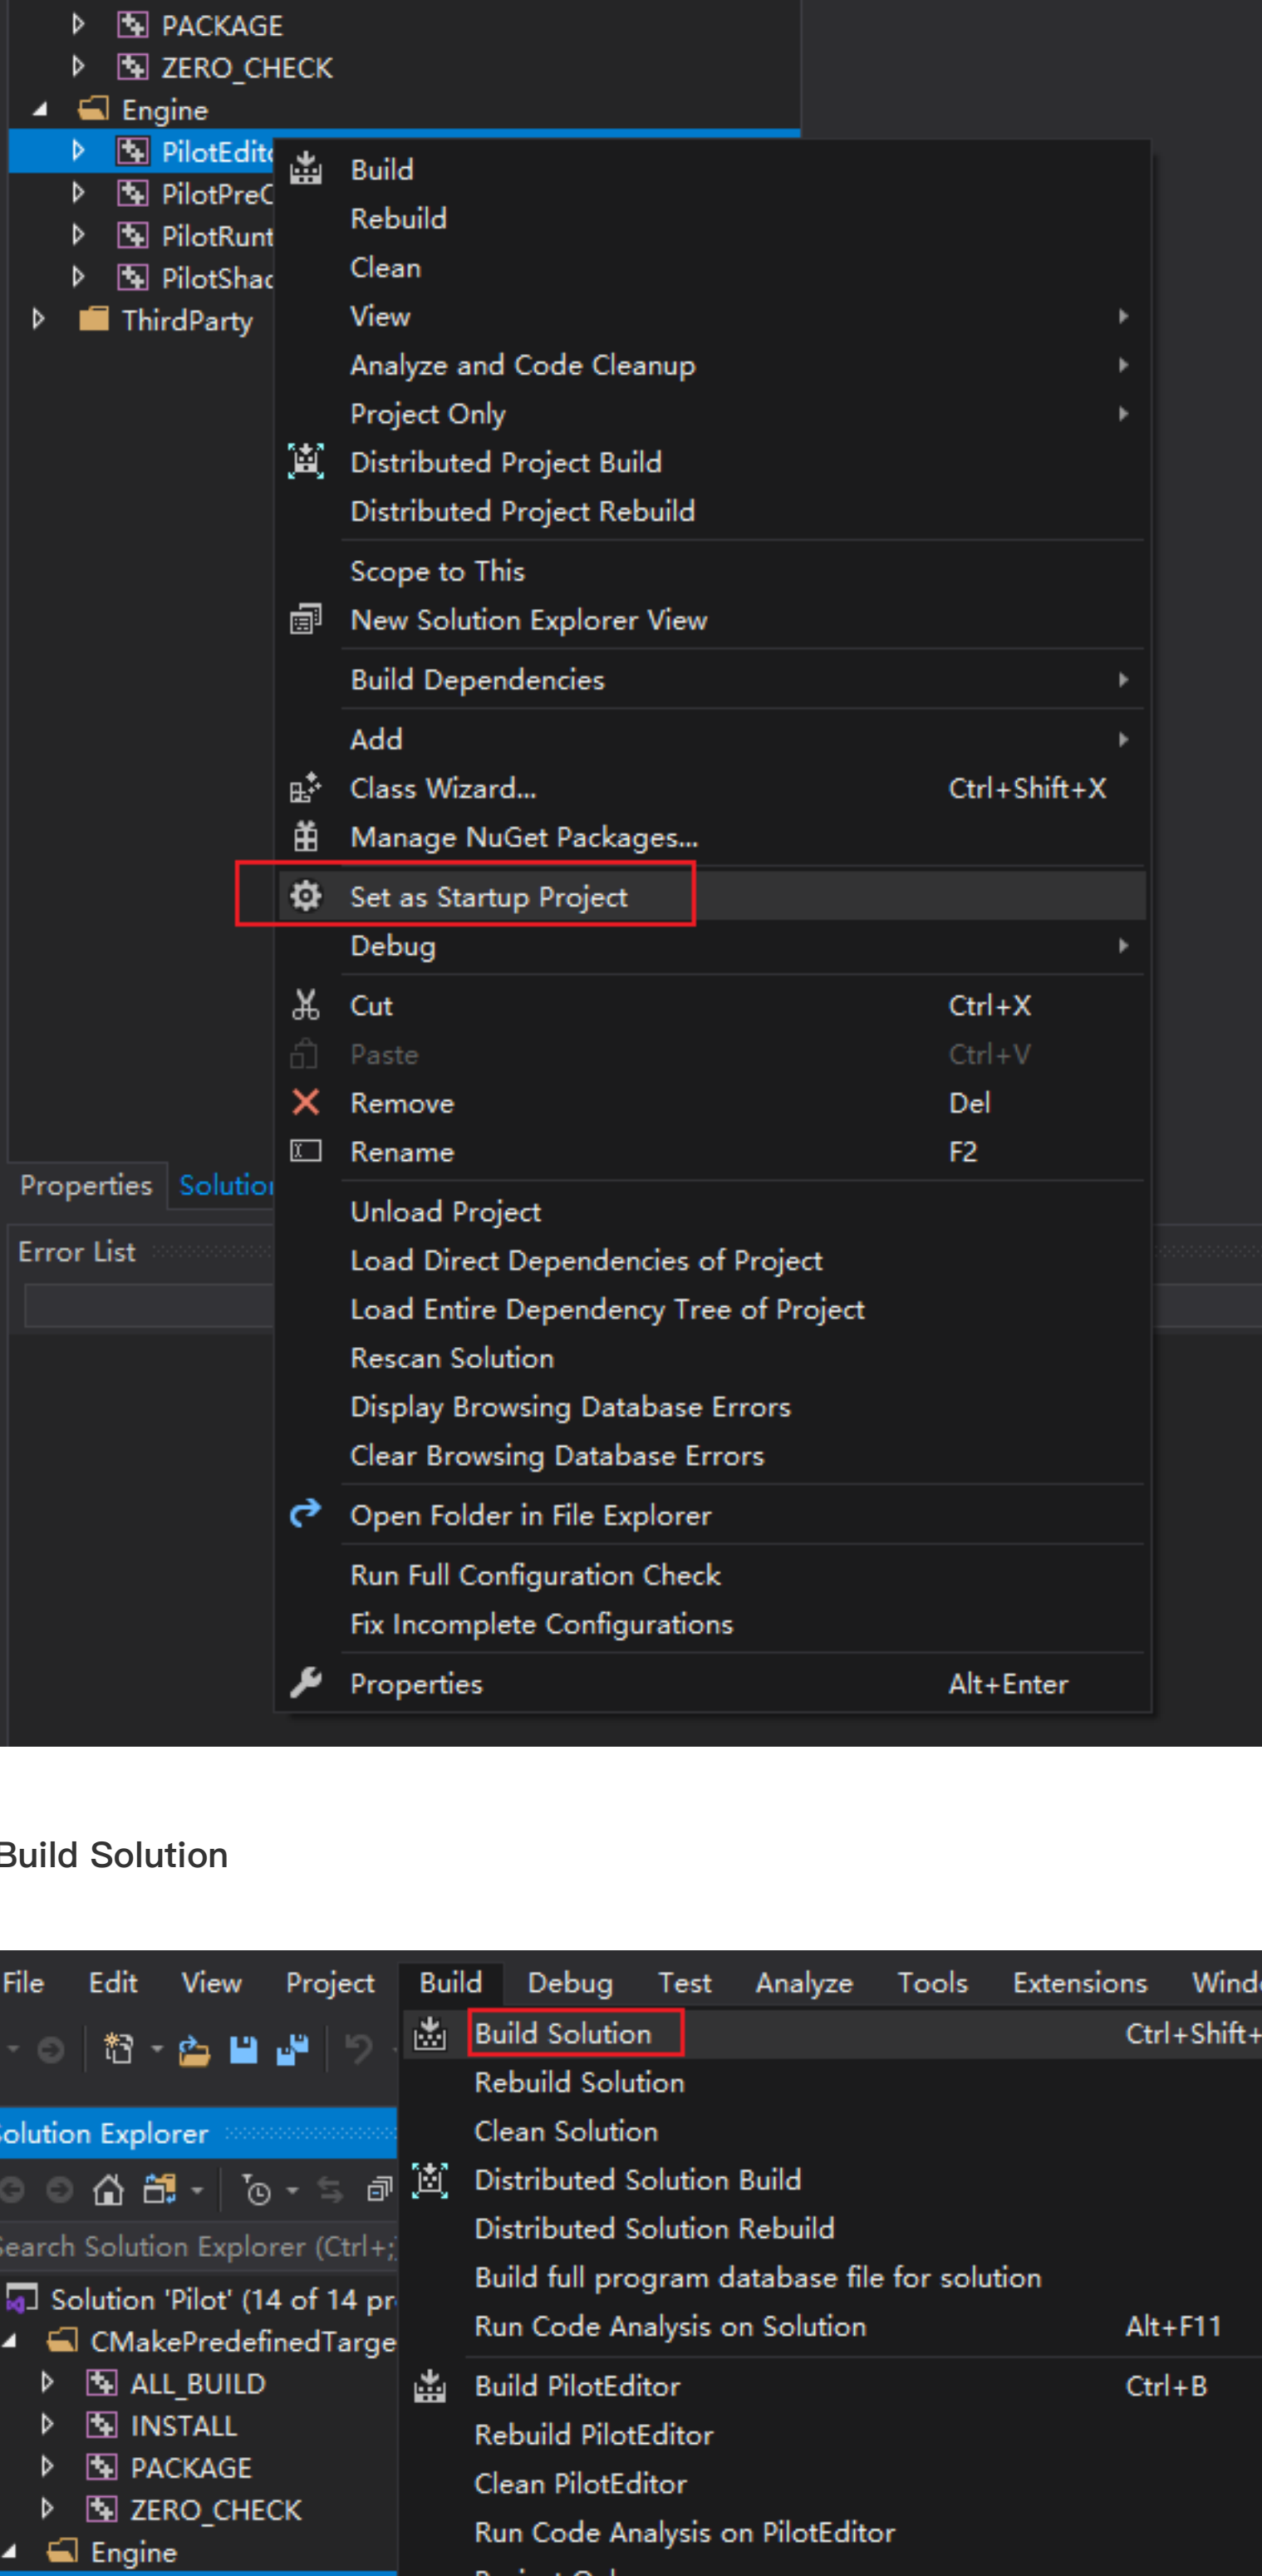 PACKAGE
ZERO_CHECK
Engine
PilotEdit
Build
PilotPreC
Rebuild
PilotRunt
Clean
PilotShad
ThirdParty
View
Analyze and Code Cleanup
Project Only
Distributed Project Build
Distributed Project Rebuild
Scope to This
New Solution Explorer View
Build Dependencies
Add
Class Wizard... Ctrl+Shift+X
Manage NuGet Packages...
Set as Startup Project
Debug
Cut Ctrl+X
Paste Ctrl+V
Remove Del
Rename F2
Properties Solution
Unload Project
Error List
Load Direct Dependencies of Project
Load Entire Dependency Tree of Project
Rescan Solution
Display Browsing Database Errors
Clear Browsing Database Errors
Open Folder in File Explorer
Run Full Configuration Check
Fix Incomplete Configurations
Properties Alt+Enter
Build Solution
File Edit View Project Build Debug Test Analyze Tools Extensions Wind
Build Solution Ctrl+Shift+
Rebuild Solution
Clean Solution
olution Explorer
Distributed Solution Build
Distributed Solution Rebuild
earch Solution Explorer (Ctrl+;
Build full program database file for solution
Solution 'Pilot' (14 of 14 pr
Run Code Analysis on Solution Alt+F11
CMakePredefinedTarge
ALL_BUILD
Build PilotEditor Ctrl+B
INSTALL
Rebuild PilotEditor
PACKAGE
Clean PilotEditor
ZERO_CHECK
Run Code Analysis on PilotEditor
Engine